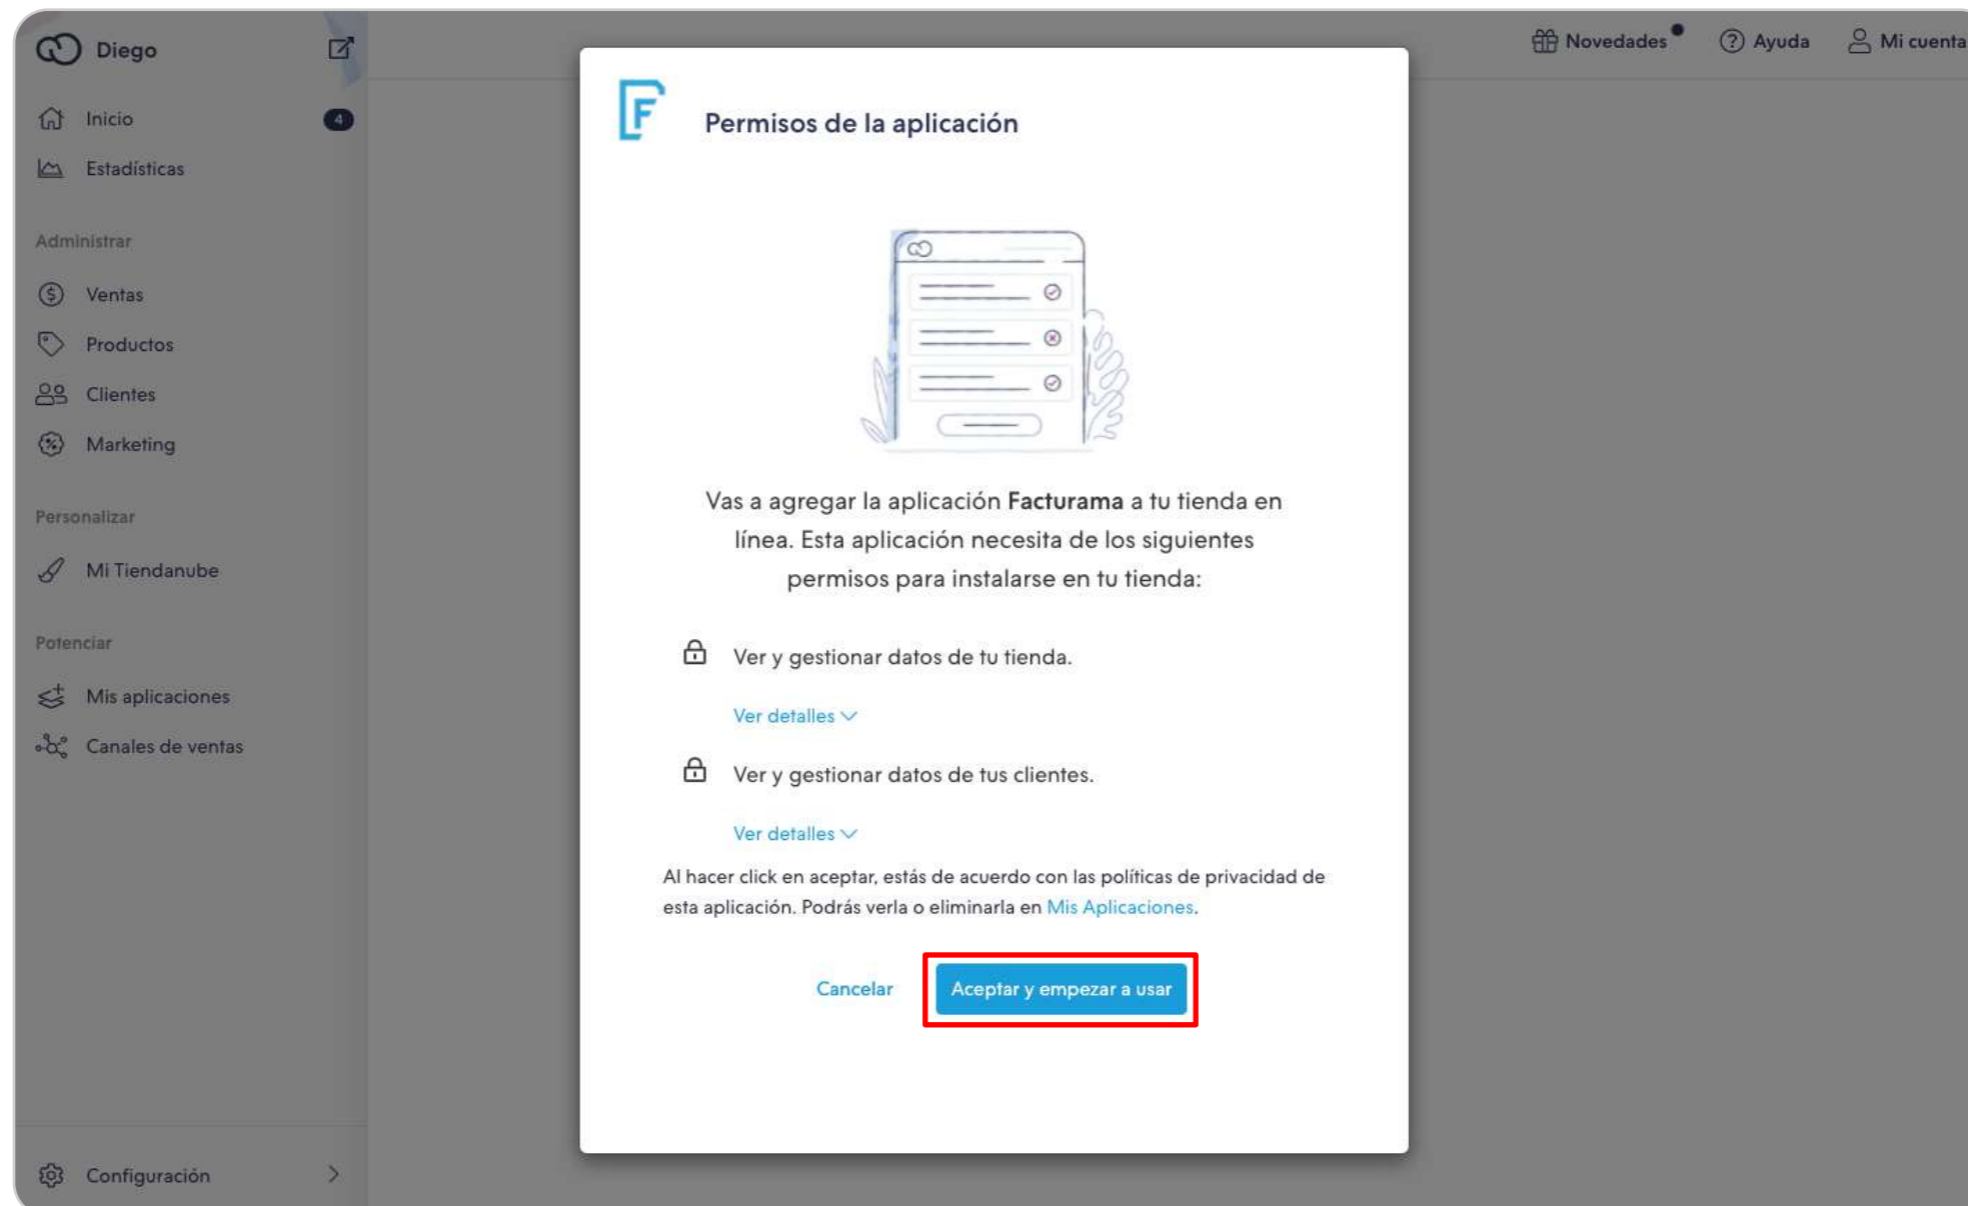 Diego
Novedades
Ayuda
Mi cuenta
Inicio
4
Estadísticas
Administrar
Ventas
Productos
Clientes
Marketing
Personalizar
Mi Tiendanube
Potenciar
Mis aplicaciones
Canales de ventas
Configuración
F
Permisos de la aplicación
Vas a agregar la aplicación Facturama a tu tienda en
línea. Esta aplicación necesita de los siguientes
permisos para instalarse en tu tienda:
Ver y gestionar datos de tu tienda.
Ver detalles
Ver y gestionar datos de tus clientes.
Ver detalles
Al hacer click en aceptar, estás de acuerdo con las políticas de privacidad de
esta aplicación. Podrás verla o eliminarla en Mis Aplicaciones.
Cancelar
Aceptar y empezar a usar